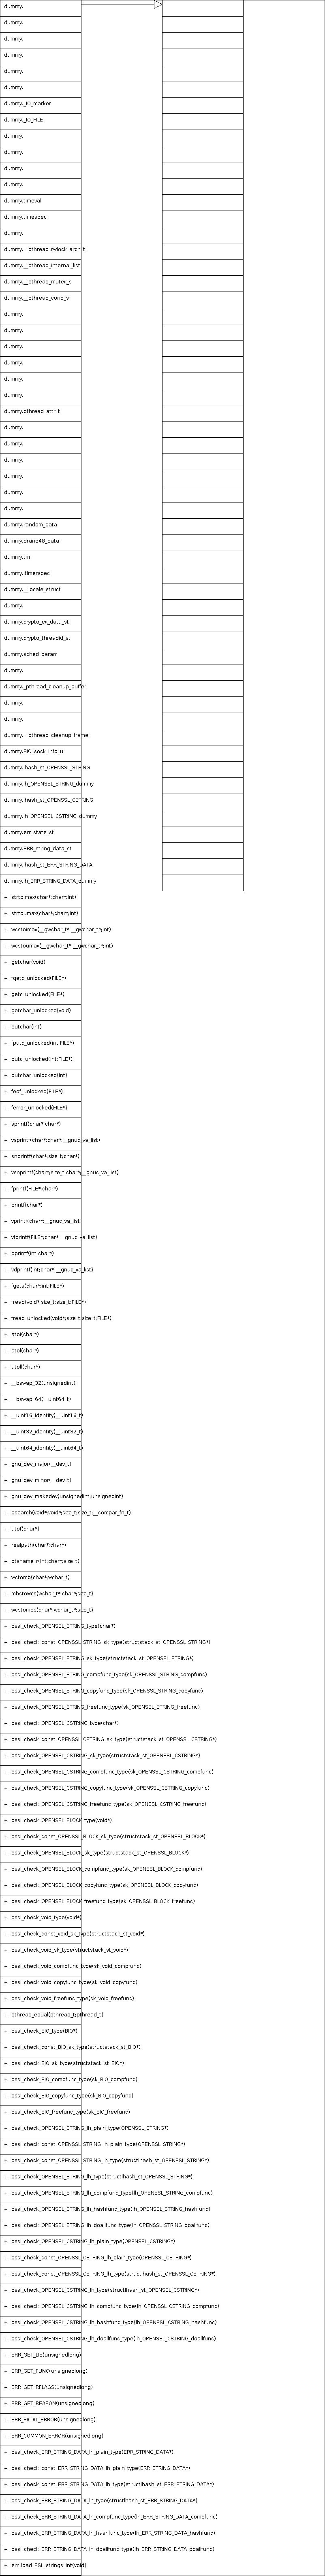 dummy.
dummy.
dummy.
dummy.
dummy.
dummy.
dummy._IO_marker
dummy._IO_FILE
dummy.
dummy.
dummy.
dummy.
dummy.timeval
dummy.timespec
dummy.
dummy.__pthread_rwlock_arch_t
dummy.__pthread_internal_list
dummy.__pthread_mutex_s
dummy.__pthread_cond_s
dummy.
dummy.
dummy.
dummy.
dummy.
dummy.
dummy.pthread_attr_t
dummy.
dummy.
dummy.
dummy.
dummy.
dummy.
dummy.random_data
dummy.drand48_data
dummy.tm
dummy.itimerspec
dummy.__locale_struct
dummy.
dummy.crypto_ex_data_st
dummy.crypto_threadid_st
dummy.sched_param
dummy.
dummy._pthread_cleanup_buffer
dummy.
dummy.
dummy.__pthread_cleanup_frame
dummy.BIO_sock_info_u
dummy.lhash_st_OPENSSL_STRING
dummy.lh_OPENSSL_STRING_dummy
dummy.lhash_st_OPENSSL_CSTRING
dummy.lh_OPENSSL_CSTRING_dummy
dummy.err_state_st
dummy.ERR_string_data_st
dummy.lhash_st_ERR_STRING_DATA
dummy.lh_ERR_STRING_DATA_dummy
+ strtoimax(char*;char*;int)
+ strtoumax(char*;char*;int)
+ wcstoimax(__gwchar_t*;__gwchar_t*;int)
+ wcstoumax(__gwchar_t*;__gwchar_t*;int)
+ getchar(void)
+ fgetc_unlocked(FILE*)
+ getc_unlocked(FILE*)
+ getchar_unlocked(void)
+ putchar(int)
+ fputc_unlocked(int;FILE*)
+ putc_unlocked(int;FILE*)
+ putchar_unlocked(int)
+ feof_unlocked(FILE*)
+ ferror_unlocked(FILE*)
+ sprintf(char*;char*)
+ vsprintf(char*;char*;__gnuc_va_list)
+ snprintf(char*;size_t;char*)
+ vsnprintf(char*;size_t;char*;__gnuc_va_list)
+ fprintf(FILE*;char*)
+ printf(char*)
+ vprintf(char*;__gnuc_va_list)
+ vfprintf(FILE*;char*;__gnuc_va_list)
+ dprintf(int;char*)
+ vdprintf(int;char*;__gnuc_va_list)
+ fgets(char*;int;FILE*)
+ fread(void*;size_t;size_t;FILE*)
+ fread_unlocked(void*;size_t;size_t;FILE*)
+ atoi(char*)
+ atol(char*)
+ atoll(char*)
+ __bswap_32(unsignedint)
+ __bswap_64(__uint64_t)
+ __uint16_identity(__uint16_t)
+ __uint32_identity(__uint32_t)
+ __uint64_identity(__uint64_t)
+ gnu_dev_major(__dev_t)
+ gnu_dev_minor(__dev_t)
+ gnu_dev_makedev(unsignedint;unsignedint)
+ bsearch(void*;void*;size_t;size_t;__compar_fn_t)
+ atof(char*)
+ realpath(char*;char*)
+ ptsname_r(int;char*;size_t)
+ wctomb(char*;wchar_t)
+ mbstowcs(wchar_t*;char*;size_t)
+ wcstombs(char*;wchar_t*;size_t)
+ ossl_check_OPENSSL_STRING_type(char*)
+ ossl_check_const_OPENSSL_STRING_sk_type(structstack_st_OPENSSL_STRING*)
+ ossl_check_OPENSSL_STRING_sk_type(structstack_st_OPENSSL_STRING*)
+ ossl_check_OPENSSL_STRING_compfunc_type(sk_OPENSSL_STRING_compfunc)
+ ossl_check_OPENSSL_STRING_copyfunc_type(sk_OPENSSL_STRING_copyfunc)
+ ossl_check_OPENSSL_STRING_freefunc_type(sk_OPENSSL_STRING_freefunc)
+ ossl_check_OPENSSL_CSTRING_type(char*)
+ ossl_check_const_OPENSSL_CSTRING_sk_type(structstack_st_OPENSSL_CSTRING*)
+ ossl_check_OPENSSL_CSTRING_sk_type(structstack_st_OPENSSL_CSTRING*)
+ ossl_check_OPENSSL_CSTRING_compfunc_type(sk_OPENSSL_CSTRING_compfunc)
+ ossl_check_OPENSSL_CSTRING_copyfunc_type(sk_OPENSSL_CSTRING_copyfunc)
+ ossl_check_OPENSSL_CSTRING_freefunc_type(sk_OPENSSL_CSTRING_freefunc)
+ ossl_check_OPENSSL_BLOCK_type(void*)
+ ossl_check_const_OPENSSL_BLOCK_sk_type(structstack_st_OPENSSL_BLOCK*)
+ ossl_check_OPENSSL_BLOCK_sk_type(structstack_st_OPENSSL_BLOCK*)
+ ossl_check_OPENSSL_BLOCK_compfunc_type(sk_OPENSSL_BLOCK_compfunc)
+ ossl_check_OPENSSL_BLOCK_copyfunc_type(sk_OPENSSL_BLOCK_copyfunc)
+ ossl_check_OPENSSL_BLOCK_freefunc_type(sk_OPENSSL_BLOCK_freefunc)
+ ossl_check_void_type(void*)
+ ossl_check_const_void_sk_type(structstack_st_void*)
+ ossl_check_void_sk_type(structstack_st_void*)
+ ossl_check_void_compfunc_type(sk_void_compfunc)
+ ossl_check_void_copyfunc_type(sk_void_copyfunc)
+ ossl_check_void_freefunc_type(sk_void_freefunc)
+ pthread_equal(pthread_t;pthread_t)
+ ossl_check_BIO_type(BIO*)
+ ossl_check_const_BIO_sk_type(structstack_st_BIO*)
+ ossl_check_BIO_sk_type(structstack_st_BIO*)
+ ossl_check_BIO_compfunc_type(sk_BIO_compfunc)
+ ossl_check_BIO_copyfunc_type(sk_BIO_copyfunc)
+ ossl_check_BIO_freefunc_type(sk_BIO_freefunc)
+ ossl_check_OPENSSL_STRING_lh_plain_type(OPENSSL_STRING*)
+ ossl_check_const_OPENSSL_STRING_lh_plain_type(OPENSSL_STRING*)
+ ossl_check_const_OPENSSL_STRING_lh_type(structlhash_st_OPENSSL_STRING*)
+ ossl_check_OPENSSL_STRING_lh_type(structlhash_st_OPENSSL_STRING*)
+ ossl_check_OPENSSL_STRING_lh_compfunc_type(lh_OPENSSL_STRING_compfunc)
+ ossl_check_OPENSSL_STRING_lh_hashfunc_type(lh_OPENSSL_STRING_hashfunc)
+ ossl_check_OPENSSL_STRING_lh_doallfunc_type(lh_OPENSSL_STRING_doallfunc)
+ ossl_check_OPENSSL_CSTRING_lh_plain_type(OPENSSL_CSTRING*)
+ ossl_check_const_OPENSSL_CSTRING_lh_plain_type(OPENSSL_CSTRING*)
+ ossl_check_const_OPENSSL_CSTRING_lh_type(structlhash_st_OPENSSL_CSTRING*)
+ ossl_check_OPENSSL_CSTRING_lh_type(structlhash_st_OPENSSL_CSTRING*)
+ ossl_check_OPENSSL_CSTRING_lh_compfunc_type(lh_OPENSSL_CSTRING_compfunc)
+ ossl_check_OPENSSL_CSTRING_lh_hashfunc_type(lh_OPENSSL_CSTRING_hashfunc)
+ ossl_check_OPENSSL_CSTRING_lh_doallfunc_type(lh_OPENSSL_CSTRING_doallfunc)
+ ERR_GET_LIB(unsignedlong)
+ ERR_GET_FUNC(unsignedlong)
+ ERR_GET_RFLAGS(unsignedlong)
+ ERR_GET_REASON(unsignedlong)
+ ERR_FATAL_ERROR(unsignedlong)
+ ERR_COMMON_ERROR(unsignedlong)
+ ossl_check_ERR_STRING_DATA_lh_plain_type(ERR_STRING_DATA*)
+ ossl_check_const_ERR_STRING_DATA_lh_plain_type(ERR_STRING_DATA*)
+ ossl_check_const_ERR_STRING_DATA_lh_type(structlhash_st_ERR_STRING_DATA*)
+ ossl_check_ERR_STRING_DATA_lh_type(structlhash_st_ERR_STRING_DATA*)
+ ossl_check_ERR_STRING_DATA_lh_compfunc_type(lh_ERR_STRING_DATA_compfunc)
+ ossl_check_ERR_STRING_DATA_lh_hashfunc_type(lh_ERR_STRING_DATA_hashfunc)
+ ossl_check_ERR_STRING_DATA_lh_doallfunc_type(lh_ERR_STRING_DATA_doallfunc)
+ err_load_SSL_strings_int(void)